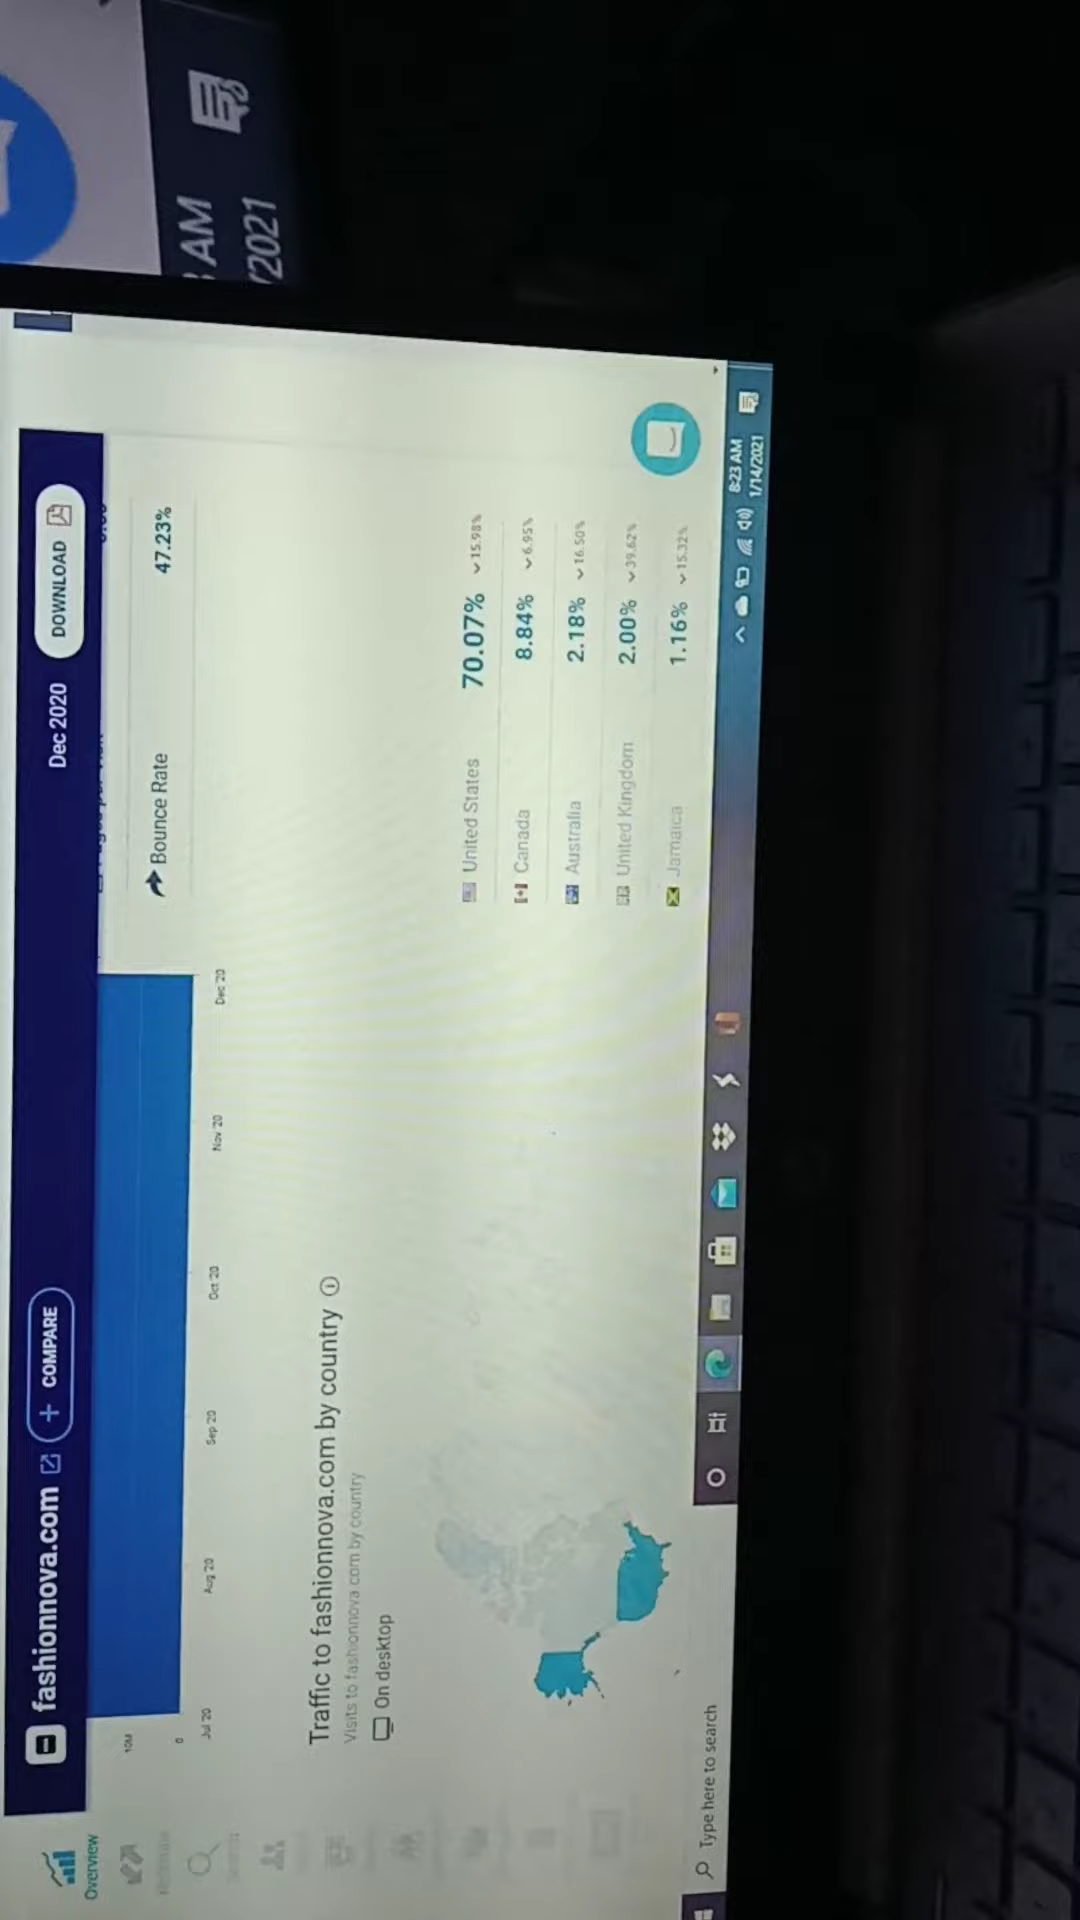 AM
/2021
fashionnova.com
+ COMPARE
Dec 2020
DOWNLOAD
Overview
10M
0
Jul '20
Aug '20
Sep '20
Oct '20
Nov '20
Dec '20
Bounce Rate 47.23%
Traffic to fashionnova.com by country
Visits to fashionnova.com by country
On desktop
United States 70.07% 15.98%
Canada 8.84% 6.95%
Australia 2.18% 16.50%
United Kingdom 2.00% 39.62%
Jamaica 1.16% 15.32%
Type here to search
8:23 AM
1/14/2021